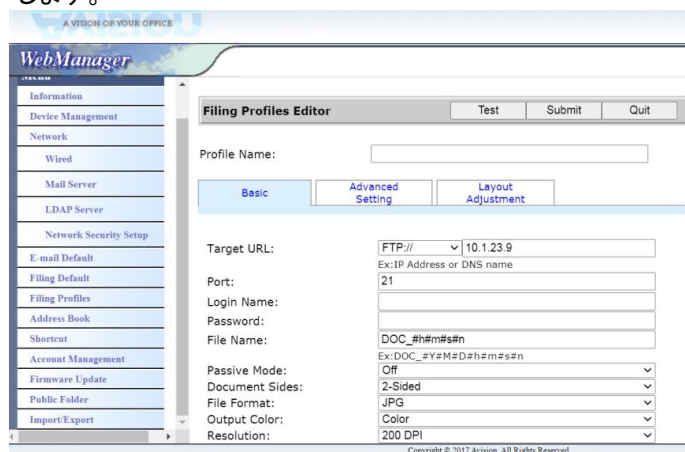 します。
A VISION OF YOUR OFFICE
WebManager
Menu
Information
Device Management
Network
Wired
Mail Server
LDAP Server
Network Security Setup
E-mail Default
Filing Default
Filing Profiles
Address Book
Shortcut
Account Management
Firmware Update
Public Folder
Import/Export
Filing Profiles Editor Test Submit Quit
Profile Name:
Basic
Advanced Setting
Layout Adjustment
Target URL: FTP:// 10.1.23.9
Ex:IP Address or DNS name
Port: 21
Login Name:
Password:
File Name: DOC_#h#m#s#n
Ex:DOC_#Y#M#D#h#m#s#n
Passive Mode: Off
Document Sides: 2-Sided
File Format: JPG
Output Color: Color
Resolution: 200 DPI
Copyright © 2017 Avision. All Rights Reserved